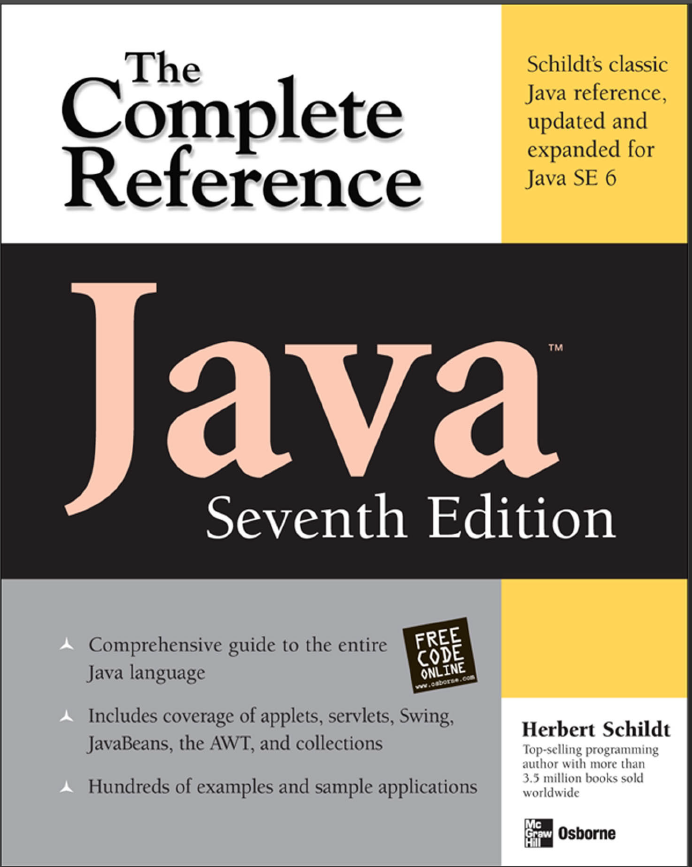 The
Complete
Reference
Schildt's classic
Java reference,
updated and
expanded for
Java SE 6
Java™
Seventh Edition
Comprehensive guide to the entire
Java language
Includes coverage of applets, servlets, Swing,
JavaBeans, the AWT, and collections
Hundreds of examples and sample applications
FREE
CODE
ONLINE
www.osborne.com
Herbert Schildt
Top-selling programming
author with more than
3.5 million books sold
worldwide
Mc
Graw
Hill
Osborne